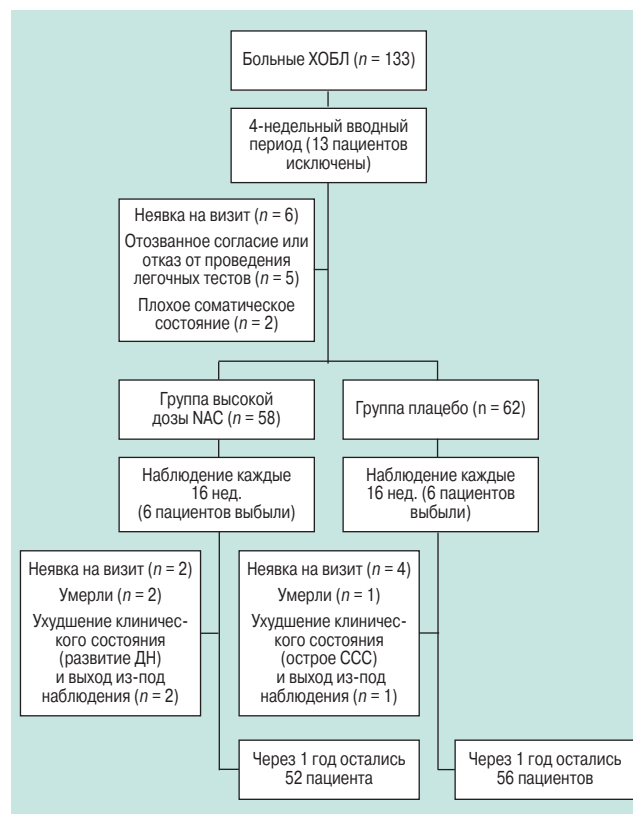 Больные ХОБЛ (n = 133)
4-недельный вводный
период (13 пациентов
исключены)
Неявка на визит (n = 6)
Отозванное согласие или
отказ от проведения
легочных тестов (n = 5)
Плохое соматическое
состояние (n = 2)
Группа высокой
дозы NAC (n = 58)
Группа плацебо (n = 62)
Наблюдение каждые
16 нед.
(6 пациентов выбыли)
Наблюдение каждые
16 нед. (6 пациентов
выбыли)
Неявка на визит (n = 2)
Умерли (n = 2)
Ухудшение клиничес-
кого состояния
(развитие ДН)
и выход из-под
наблюдения (n = 2)
Неявка на визит (n = 4)
Умерли (n = 1)
Ухудшение клиничес-
кого состояния
(острое ССС)
и выход из-под
наблюдения (n = 1)
Через 1 год остались
52 пациента
Через 1 год остались
56 пациентов